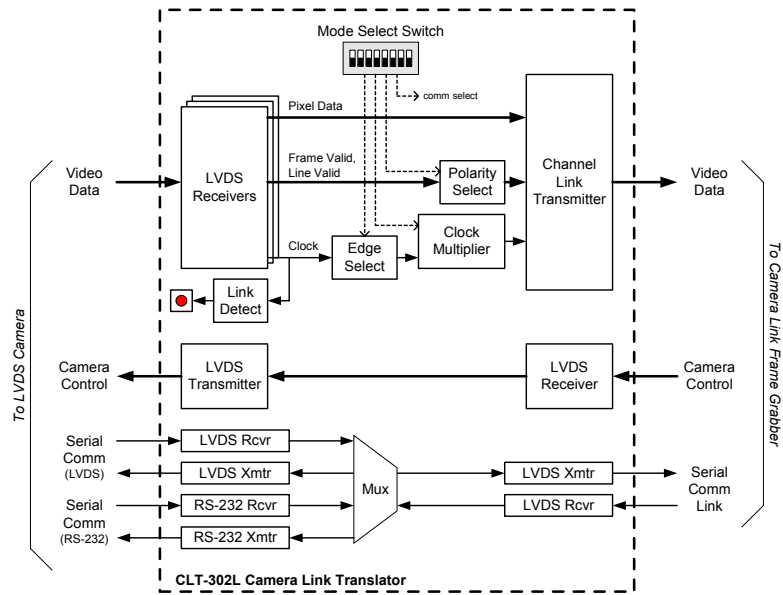 Mode Select Switch
comm select
Pixel Data
Video
Data
LVDS
Receivers
Frame Valid,
Line Valid
Polarity
Select
Channel
Link
Transmitter
Video
Data
Clock
Edge
Select
Clock
Multiplier
Link
Detect
To LVDS Camera
To Camera Link Frame Grabber
Camera
Control
LVDS
Transmitter
LVDS
Receiver
Camera
Control
Serial
Comm
(LVDS)
LVDS Rcvr
LVDS Xmtr
Mux
LVDS Xmtr
LVDS Rcvr
Serial
Comm
Link
Serial
Comm
(RS-232)
RS-232 Rcvr
RS-232 Xmtr
CLT-302L Camera Link Translator